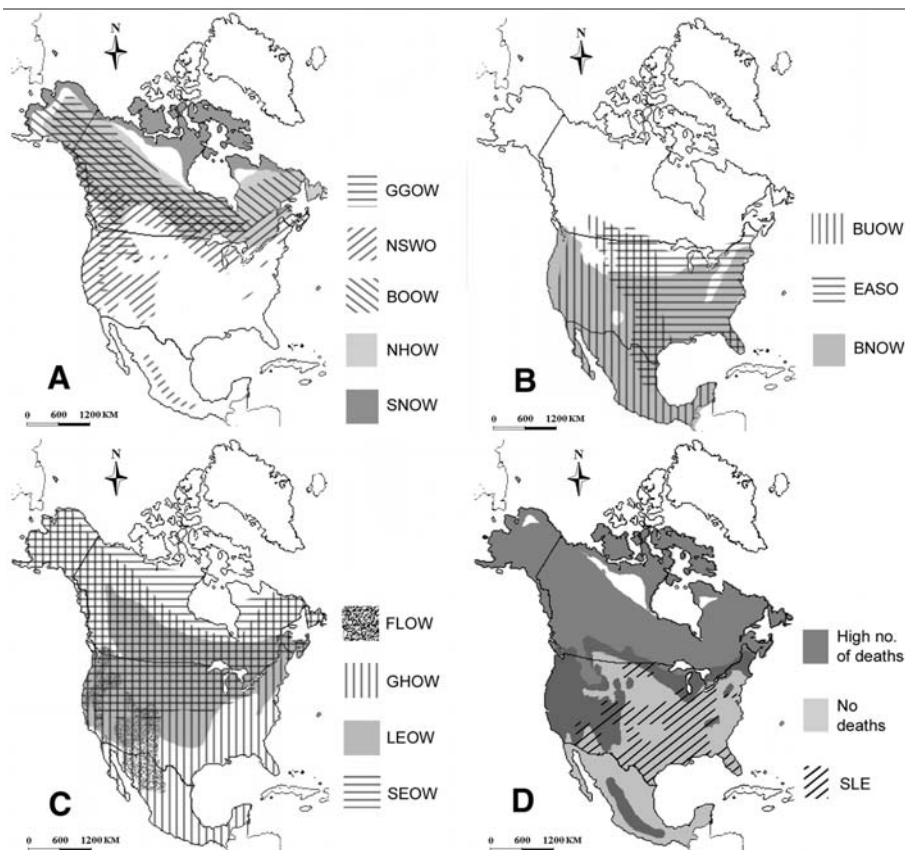 N
GGOW
NSWO
BOOW
NHOW
SNOW
A
0 600 1200 KM
N
BUOW
EASO
BNOW
B
0 600 1200 KM
N
FLOW
GHOW
LEOW
SEOW
C
0 600 1200 KM
N
High no.
of deaths
No
deaths
SLE
D
0 600 1200 KM